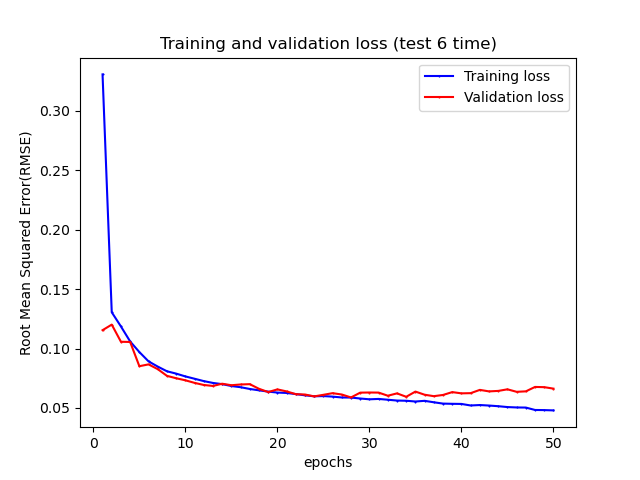 Training and validation loss (test 6 time)
Training loss
Validation loss
Root Mean Squared Error(RMSE)
0.30
0.25
0.20
0.15
0.10
0.05
0 10 20 30 40 50
epochs